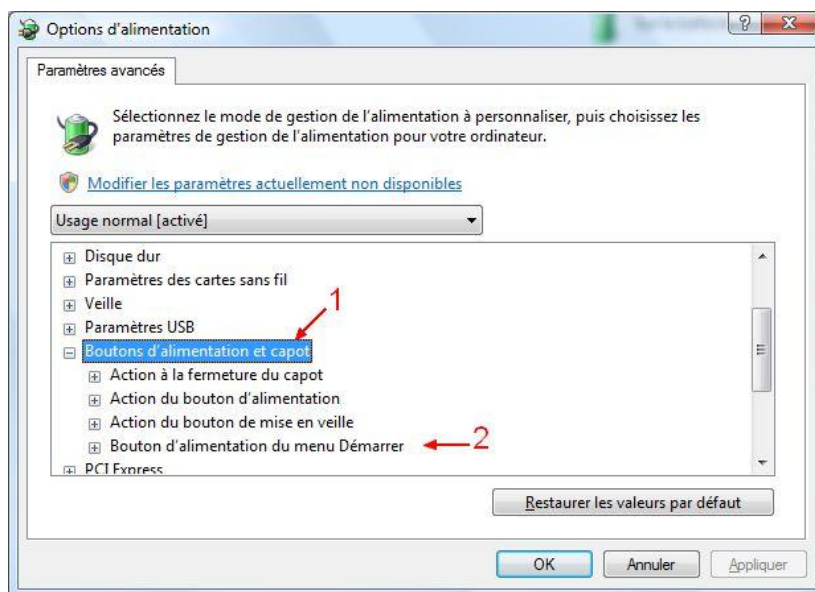 Options d'alimentation
Paramètres avancés
Sélectionnez le mode de gestion de l'alimentation à personnaliser, puis choisissez les
paramètres de gestion de l'alimentation pour votre ordinateur.
Modifier les paramètres actuellement non disponibles
Usage normal [activé]
Disque dur
Paramètres des cartes sans fil
1
Veille
Paramètres USB
Boutons d'alimentation et capot
Action à la fermeture du capot
Action du bouton d'alimentation
Action du bouton de mise en veille
Bouton d'alimentation du menu Démarrer 2
PCI Express
Restaurer les valeurs par défaut
OK Annuler Appliquer